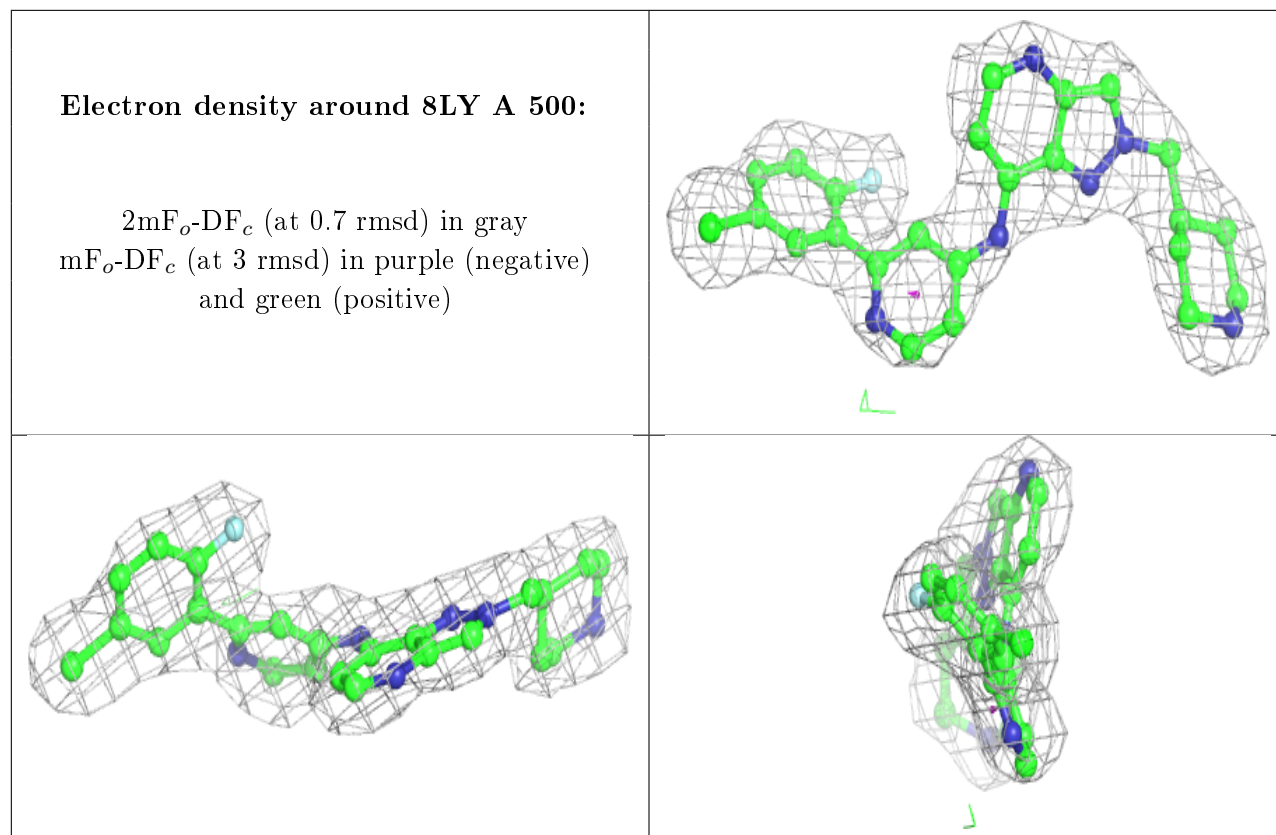 Electron density around 8LY A 500:
2mFₒ-DF𝒸 (at 0.7 rmsd) in gray
mFₒ-DF𝒸 (at 3 rmsd) in purple (negative)
and green (positive)